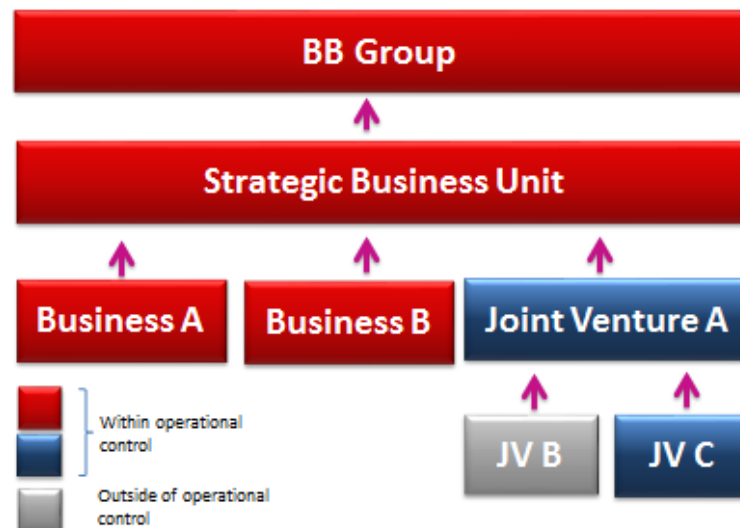 BB Group
Strategic Business Unit
Business A
Business B
Joint Venture A
Within operational
control
JV B
JV C
Outside of operational
control